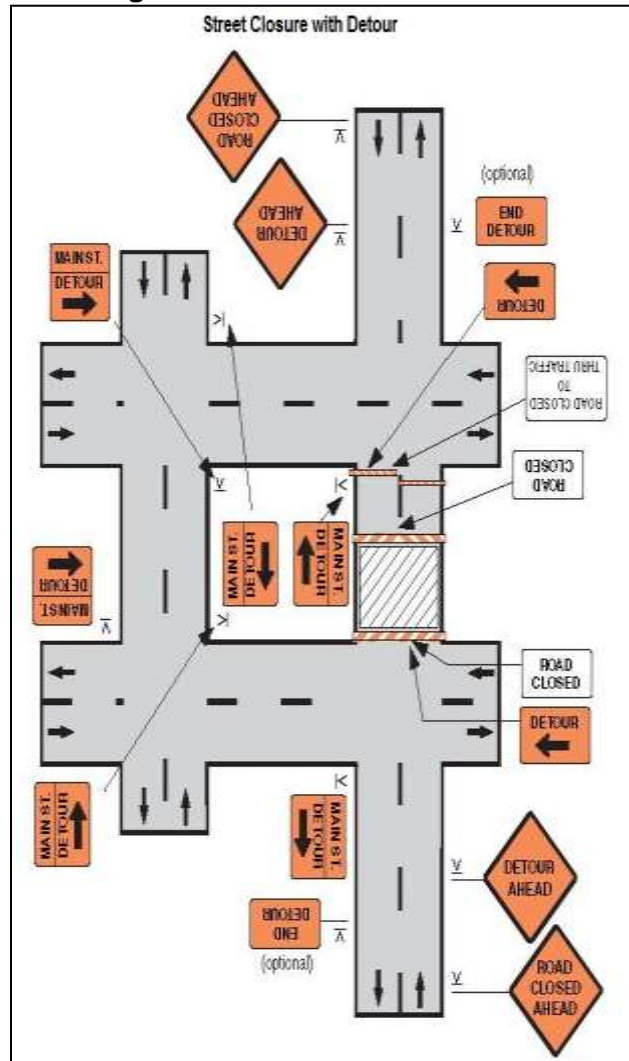 Street Closure with Detour
ROAD
CLOSED
AHEAD
DETOUR
AHEAD
(optional)
END
DETOUR
MAIN ST.
DETOUR
DETOUR
ROAD CLOSED
TO
THRU TRAFFIC
ROAD
CLOSED
MAIN ST.
DETOUR
MAIN ST.
DETOUR
MAIN ST.
DETOUR
ROAD
CLOSED
DETOUR
MAIN ST.
DETOUR
MAIN ST.
DETOUR
DETOUR
AHEAD
END
DETOUR
(optional)
ROAD
CLOSED
AHEAD